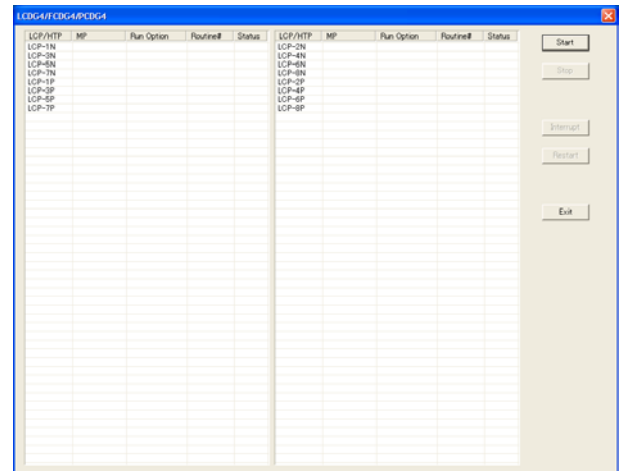 LCDG4/FCDG4/PCDG4
LCP/HTP MP Run Option Routine# Status
LCP-1N
LCP-3N
LCP-5N
LCP-7N
LCP-1P
LCP-3P
LCP-5P
LCP-7P
LCP/HTP MP Run Option Routine# Status
LCP-2N
LCP-4N
LCP-6N
LCP-8N
LCP-2P
LCP-4P
LCP-6P
LCP-8P
Start
Stop
Interrupt
Restart
Exit